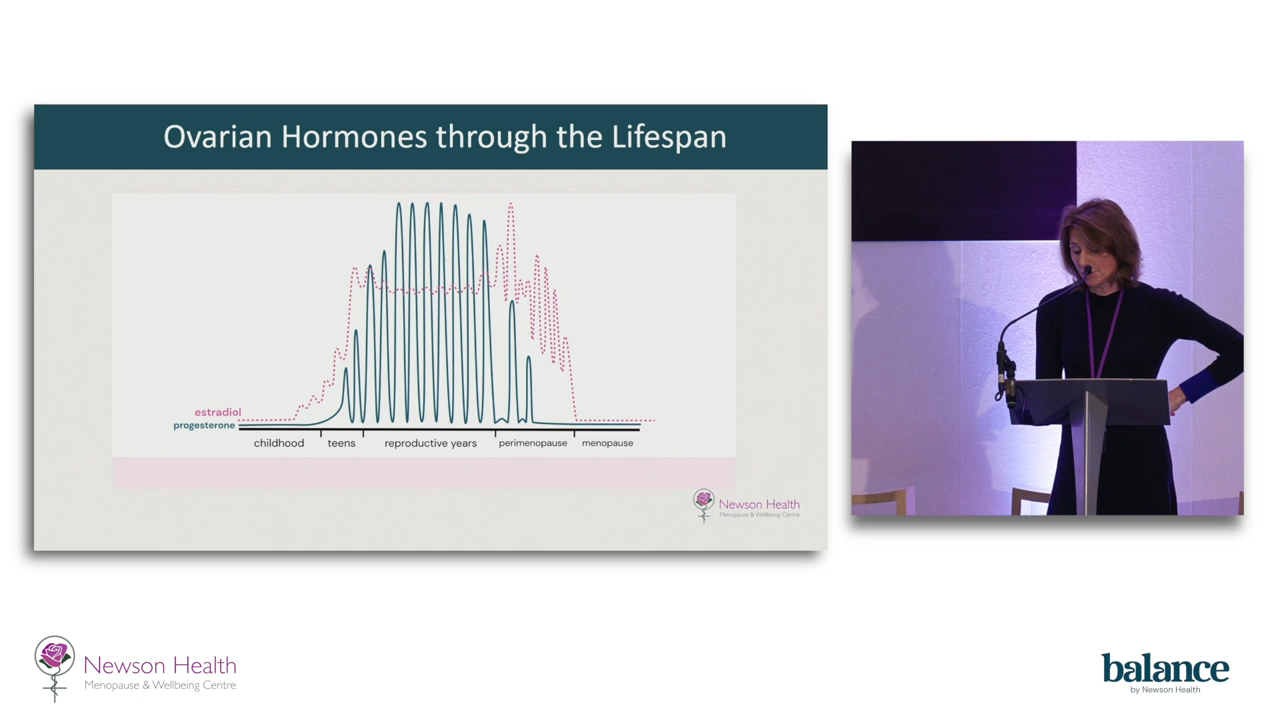 Ovarian Hormones through the Lifespan
estradiol
progesterone
childhood
teens
reproductive years
perimenopause
menopause
Newson Health
Menopause & Wellbeing Centre
Newson Health
Menopause & Wellbeing Centre
balance
by Newson Health